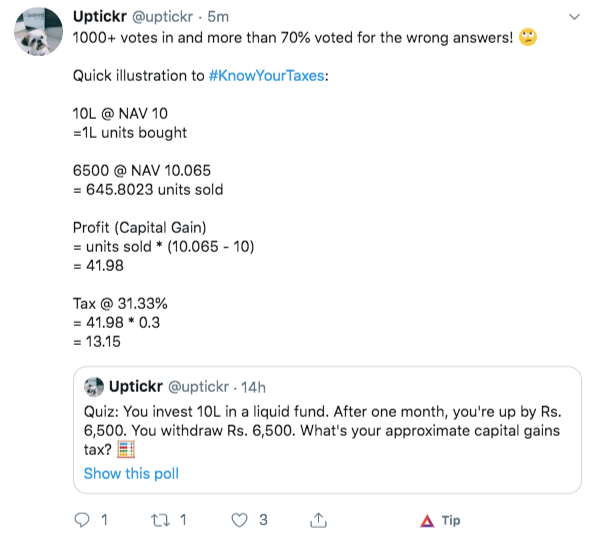 Uptickr @uptickr · 5m
1000+ votes in and more than 70% voted for the wrong answers! 🙄
Quick illustration to #KnowYourTaxes:
10L @ NAV 10
=1L units bought
6500 @ NAV 10.065
= 645.8023 units sold
Profit (Capital Gain)
= units sold * (10.065 - 10)
= 41.98
Tax @ 31.33%
= 41.98 * 0.3
= 13.15
Uptickr @uptickr · 14h
Quiz: You invest 10L in a liquid fund. After one month, you're up by Rs.
6,500. You withdraw Rs. 6,500. What's your approximate capital gains
tax? 🧮
Show this poll
1 1 3 Tip